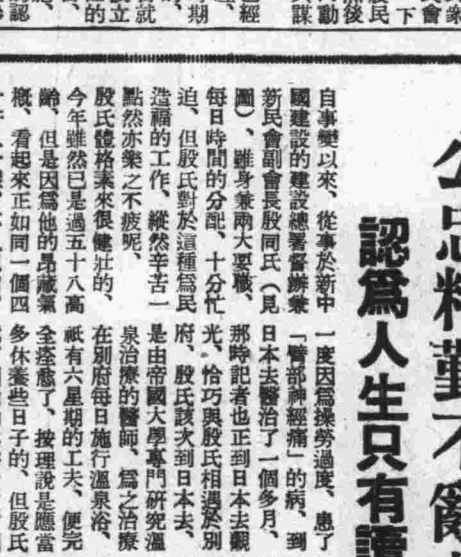 忠精勤不
認爲人生只有
自事變以來、從事於新中
國建設的建設總署督辦兼
新民會副會長殷同氏（見
圖）、雖身兼兩大要職、
每日時間的分配、十分忙
迫、但殷氏對於這種爲民
造福的工作、縱然辛苦一
點然亦樂之不疲呢、
殷氏體格素來很健壯的、
今年雖然已是過五十八高
齡、但是因爲他的昂藏氣
概、看起來正如同一個四
一度因爲操勞過度、患了
「臂部神經痛」的病、到
日本去醫治了一個多月、
那時記者也正到日本去觀
光、恰巧與殷氏相遇於別
府、殷氏該次到日本去、
是由帝國大學專門研究溫
泉治療的醫師、爲之治療
在別府每日施行溫泉浴、
祇有六星期的工夫、便完
全痊愈了、按理說是應當
多休養些日子的、但殷氏